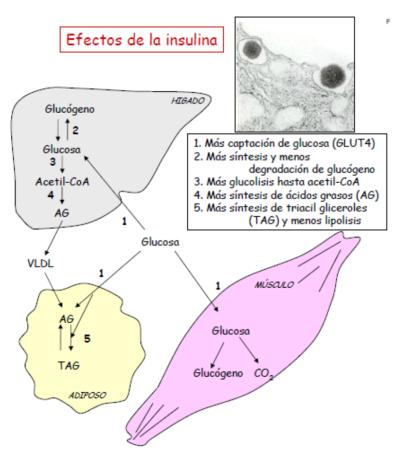 P
Efectos de la insulina
HIGADO
Glucógeno
2
Glucosa
3
Acetil-CoA
4
AG
1. Más captación de glucosa (GLUT4)
2. Más síntesis y menos
degradación de glucógeno
3. Más glucolisis hasta acetil-CoA
4. Más síntesis de ácidos grasos (AG)
5. Más síntesis de triacil gliceroles
(TAG) y menos lipolisis
1
Glucosa
VLDL
1
1
MÚSCULO
AG
5
TAG
ADIPOSO
Glucosa
Glucógeno CO2